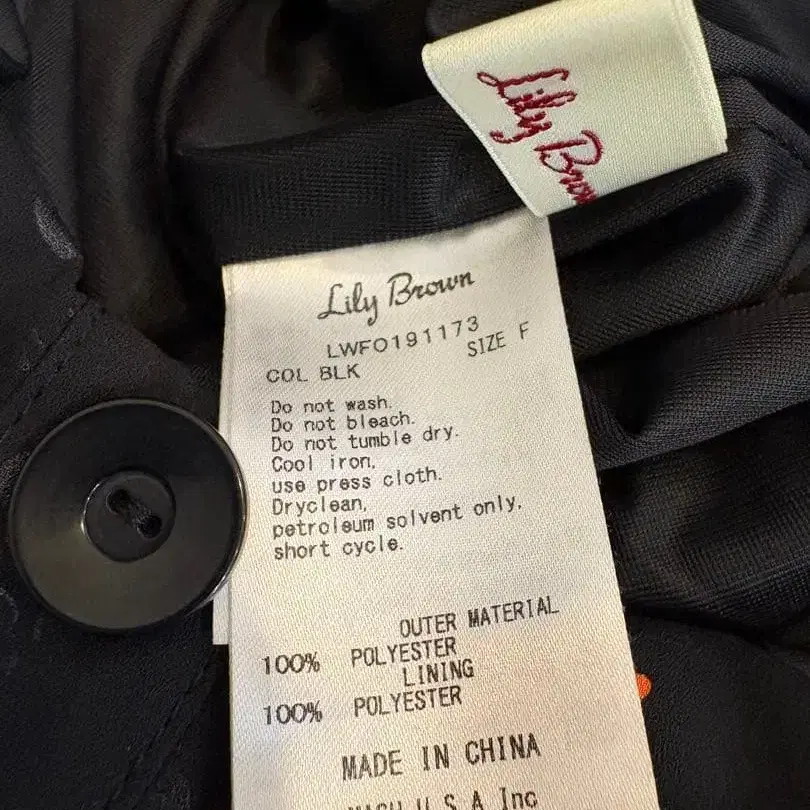 Lily Brown
Lily Brown
LWFO191173
SIZE F
COL BLK
Do not wash.
Do not bleach.
Do not tumble dry.
Cool iron,
use press cloth.
Dryclean,
petroleum solvent only,
short cycle.
OUTER MATERIAL
100% POLYESTER
LINING
100% POLYESTER
MADE IN CHINA
U.S.A Inc